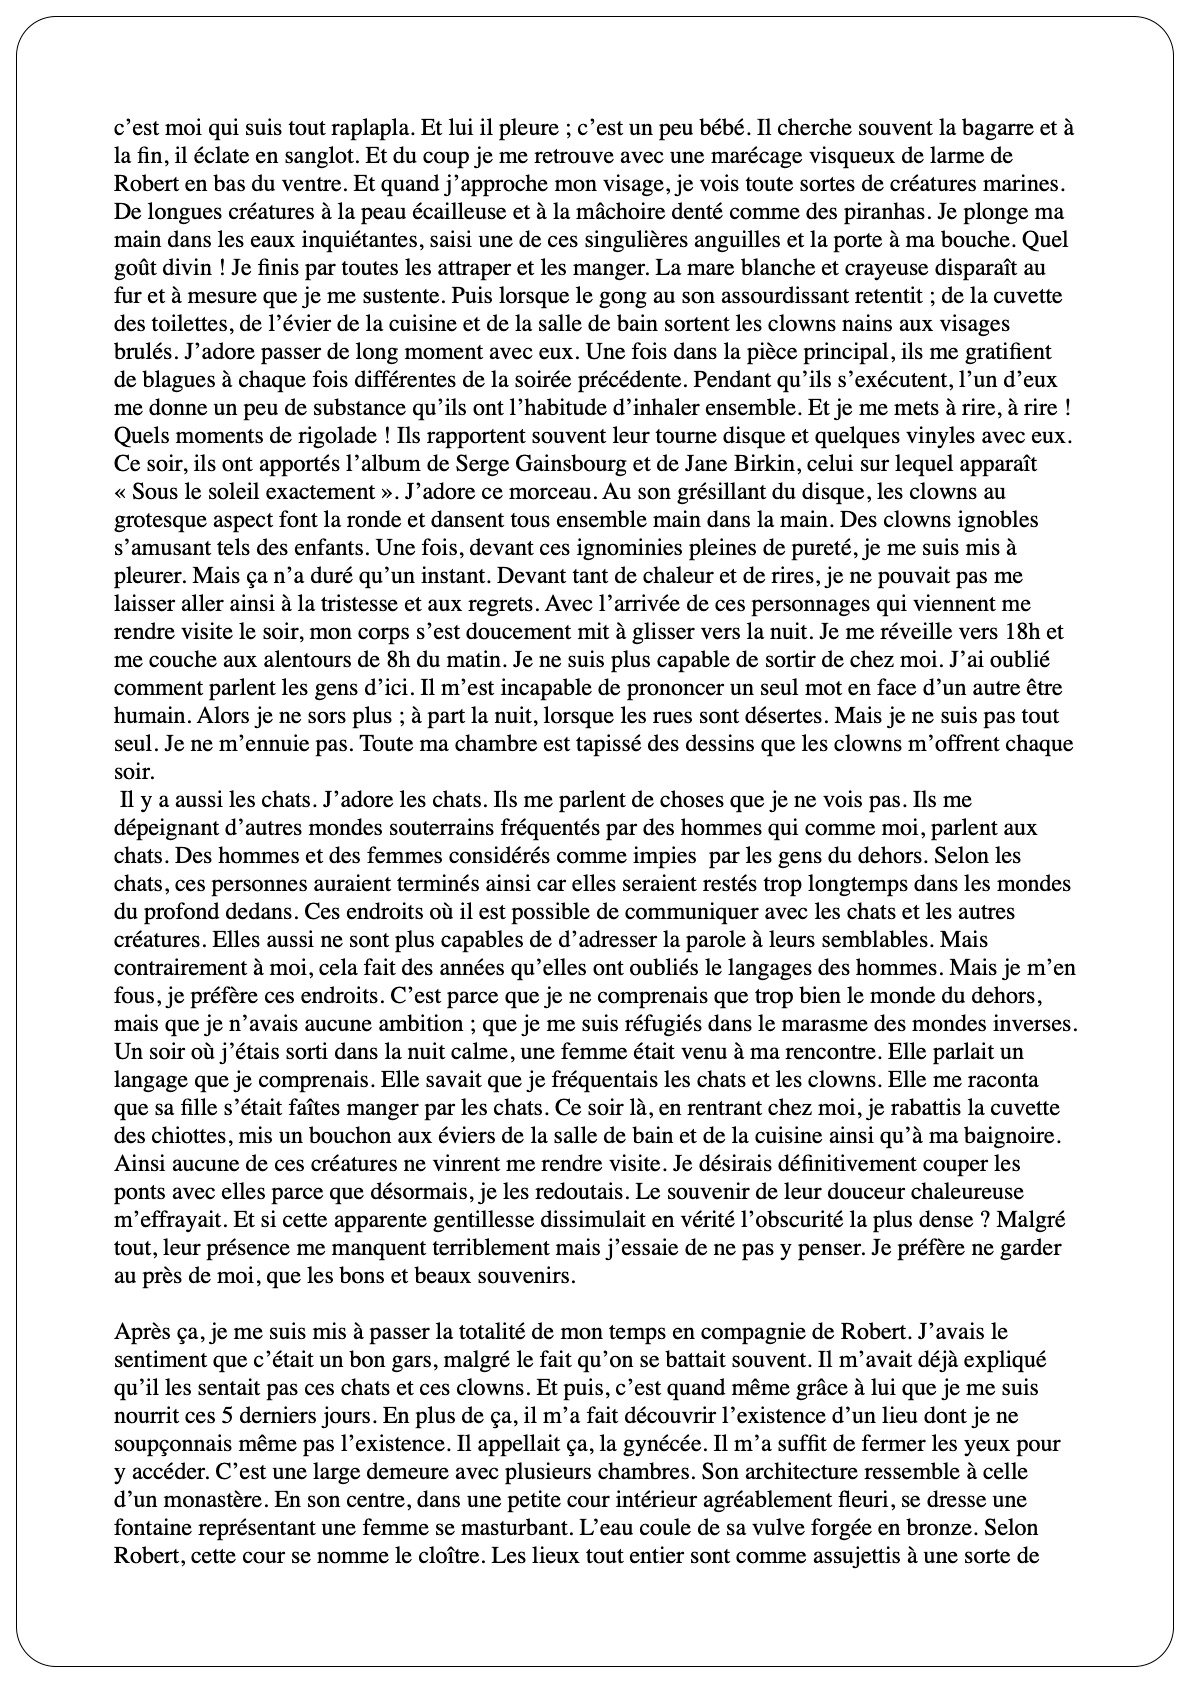 c’est moi qui suis tout raplapla. Et lui il pleure ; c’est un peu bébé. Il cherche souvent la bagarre et à
la fin, il éclate en sanglot. Et du coup je me retrouve avec une marécage visqueux de larme de
Robert en bas du ventre. Et quand j’approche mon visage, je vois toute sortes de créatures marines.
De longues créatures à la peau écailleuse et à la mâchoire denté comme des piranhas. Je plonge ma
main dans les eaux inquiétantes, saisi une de ces singulières anguilles et la porte à ma bouche. Quel
goût divin ! Je finis par toutes les attraper et les manger. La mare blanche et crayeuse disparaît au
fur et à mesure que je me sustente. Puis lorsque le gong au son assourdissant retentit ; de la cuvette
des toilettes, de l’évier de la cuisine et de la salle de bain sortent les clowns nains aux visages
brulés. J’adore passer de long moment avec eux. Une fois dans la pièce principal, ils me gratifient
de blagues à chaque fois différentes de la soirée précédente. Pendant qu’ils s’exécutent, l’un d’eux
me donne un peu de substance qu’ils ont l’habitude d’inhaler ensemble. Et je me mets à rire, à rire !
Quels moments de rigolade ! Ils rapportent souvent leur tourne disque et quelques vinyles avec eux.
Ce soir, ils ont apportés l’album de Serge Gainsbourg et de Jane Birkin, celui sur lequel apparaît
« Sous le soleil exactement ». J’adore ce morceau. Au son grésillant du disque, les clowns au
grotesque aspect font la ronde et dansent tous ensemble main dans la main. Des clowns ignobles
s’amusant tels des enfants. Une fois, devant ces ignominies pleines de pureté, je me suis mis à
pleurer. Mais ça n’a duré qu’un instant. Devant tant de chaleur et de rires, je ne pouvait pas me
laisser aller ainsi à la tristesse et aux regrets. Avec l’arrivée de ces personnages qui viennent me
rendre visite le soir, mon corps s’est doucement mit à glisser vers la nuit. Je me réveille vers 18h et
me couche aux alentours de 8h du matin. Je ne suis plus capable de sortir de chez moi. J’ai oublié
comment parlent les gens d’ici. Il m’est incapable de prononcer un seul mot en face d’un autre être
humain. Alors je ne sors plus ; à part la nuit, lorsque les rues sont désertes. Mais je ne suis pas tout
seul. Je ne m’ennuie pas. Toute ma chambre est tapissé des dessins que les clowns m’offrent chaque
soir.
Il y a aussi les chats. J’adore les chats. Ils me parlent de choses que je ne vois pas. Ils me
dépeignant d’autres mondes souterrains fréquentés par des hommes qui comme moi, parlent aux
chats. Des hommes et des femmes considérés comme impies  par les gens du dehors. Selon les
chats, ces personnes auraient terminés ainsi car elles seraient restés trop longtemps dans les mondes
du profond dedans. Ces endroits où il est possible de communiquer avec les chats et les autres
créatures. Elles aussi ne sont plus capables de d’adresser la parole à leurs semblables. Mais
contrairement à moi, cela fait des années qu’elles ont oubliés le langages des hommes. Mais je m’en
fous, je préfère ces endroits. C’est parce que je ne comprenais que trop bien le monde du dehors,
mais que je n’avais aucune ambition ; que je me suis réfugiés dans le marasme des mondes inverses.
Un soir où j’étais sorti dans la nuit calme, une femme était venu à ma rencontre. Elle parlait un
langage que je comprenais. Elle savait que je fréquentais les chats et les clowns. Elle me raconta
que sa fille s’était faîtes manger par les chats. Ce soir là, en rentrant chez moi, je rabattis la cuvette
des chiottes, mis un bouchon aux éviers de la salle de bain et de la cuisine ainsi qu’à ma baignoire.
Ainsi aucune de ces créatures ne vinrent me rendre visite. Je désirais définitivement couper les
ponts avec elles parce que désormais, je les redoutais. Le souvenir de leur douceur chaleureuse
m’effrayait. Et si cette apparente gentillesse dissimulait en vérité l’obscurité la plus dense ? Malgré
tout, leur présence me manquent terriblement mais j’essaie de ne pas y penser. Je préfère ne garder
au près de moi, que les bons et beaux souvenirs.
Après ça, je me suis mis à passer la totalité de mon temps en compagnie de Robert. J’avais le
sentiment que c’était un bon gars, malgré le fait qu’on se battait souvent. Il m’avait déjà expliqué
qu’il les sentait pas ces chats et ces clowns. Et puis, c’est quand même grâce à lui que je me suis
nourrit ces 5 derniers jours. En plus de ça, il m’a fait découvrir l’existence d’un lieu dont je ne
soupçonnais même pas l’existence. Il appellait ça, la gynécée. Il m’a suffit de fermer les yeux pour
y accéder. C’est une large demeure avec plusieurs chambres. Son architecture ressemble à celle
d’un monastère. En son centre, dans une petite cour intérieur agréablement fleuri, se dresse une
fontaine représentant une femme se masturbant. L’eau coule de sa vulve forgée en bronze. Selon
Robert, cette cour se nomme le cloître. Les lieux tout entier sont comme assujettis à une sorte de